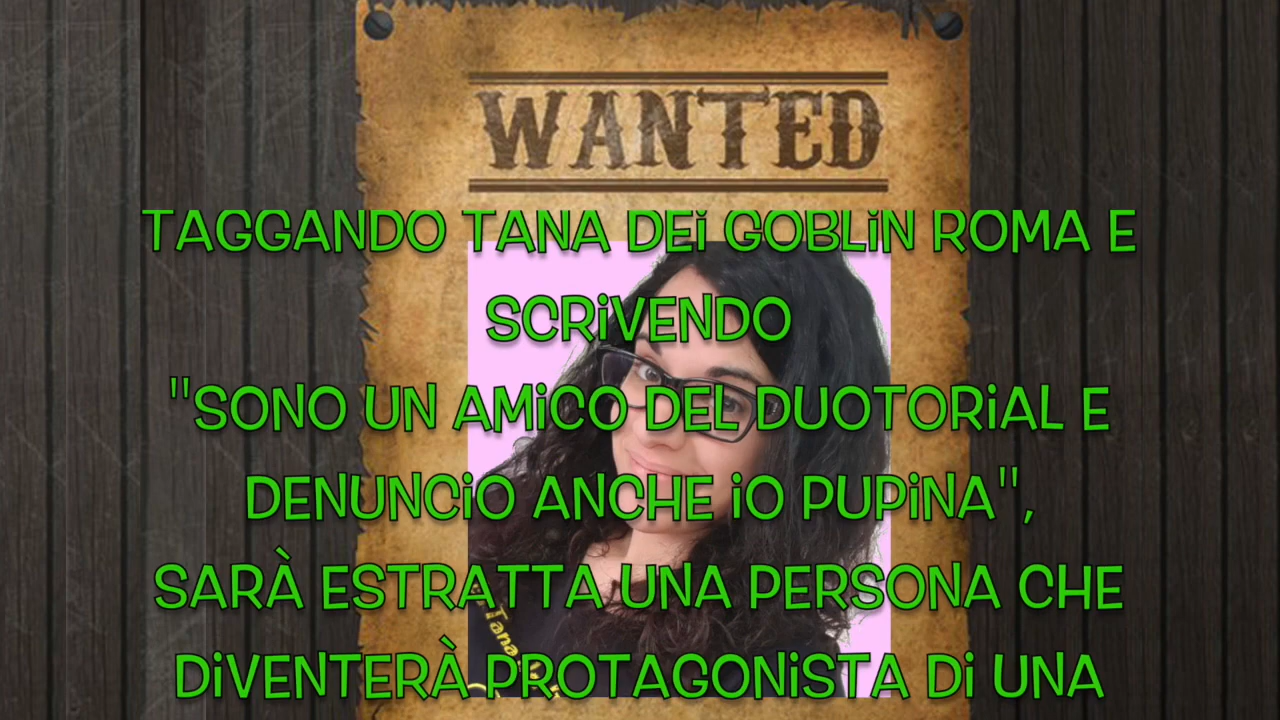 WANTED
TAGGANDO TANA DEI GOBLIN ROMA E
SCRIVENDO
"SONO UN AMICO DEL DUOTORIAL E
DENUNCIO ANCHE IO PUPINA",
SARÀ ESTRATTA UNA PERSONA CHE
DIVENTERÀ PROTAGONISTA DI UNA
Tana